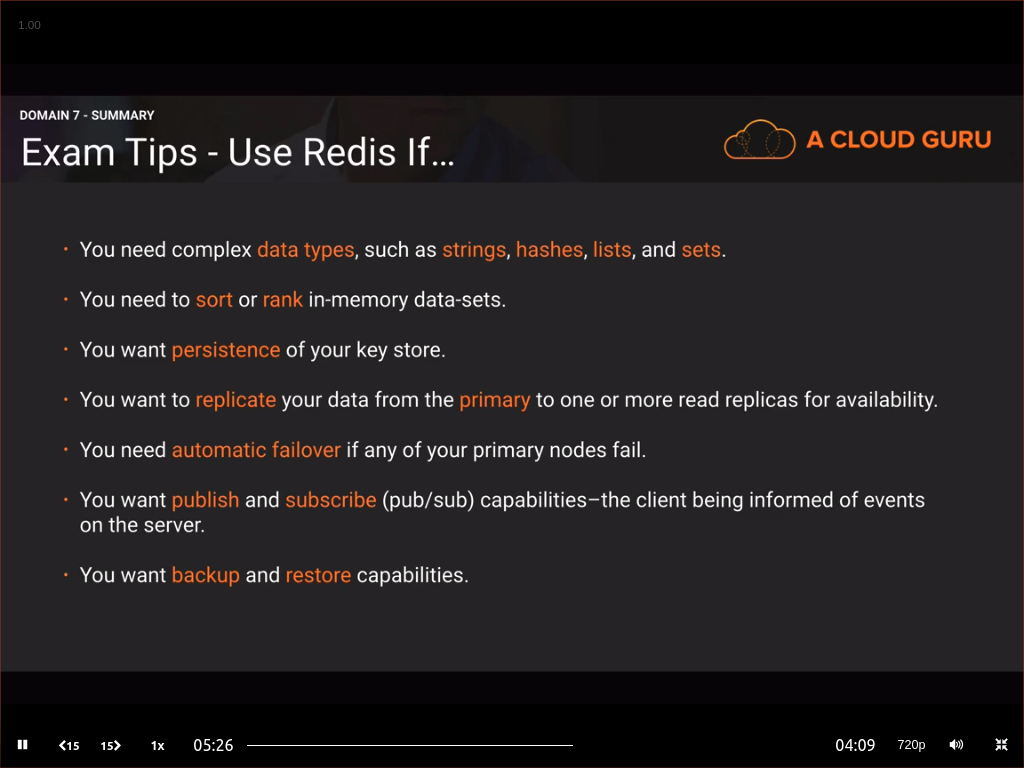 1.00
DOMAIN 7 - SUMMARY
Exam Tips - Use Redis If...
A CLOUD GURU
· You need complex data types, such as strings, hashes, lists, and sets.
· You need to sort or rank in-memory data-sets.
· You want persistence of your key store.
· You want to replicate your data from the primary to one or more read replicas for availability.
· You need automatic failover if any of your primary nodes fail.
· You want publish and subscribe (pub/sub) capabilities–the client being informed of events
on the server.
· You want backup and restore capabilities.
15 15 1x 05:26 04:09 720p